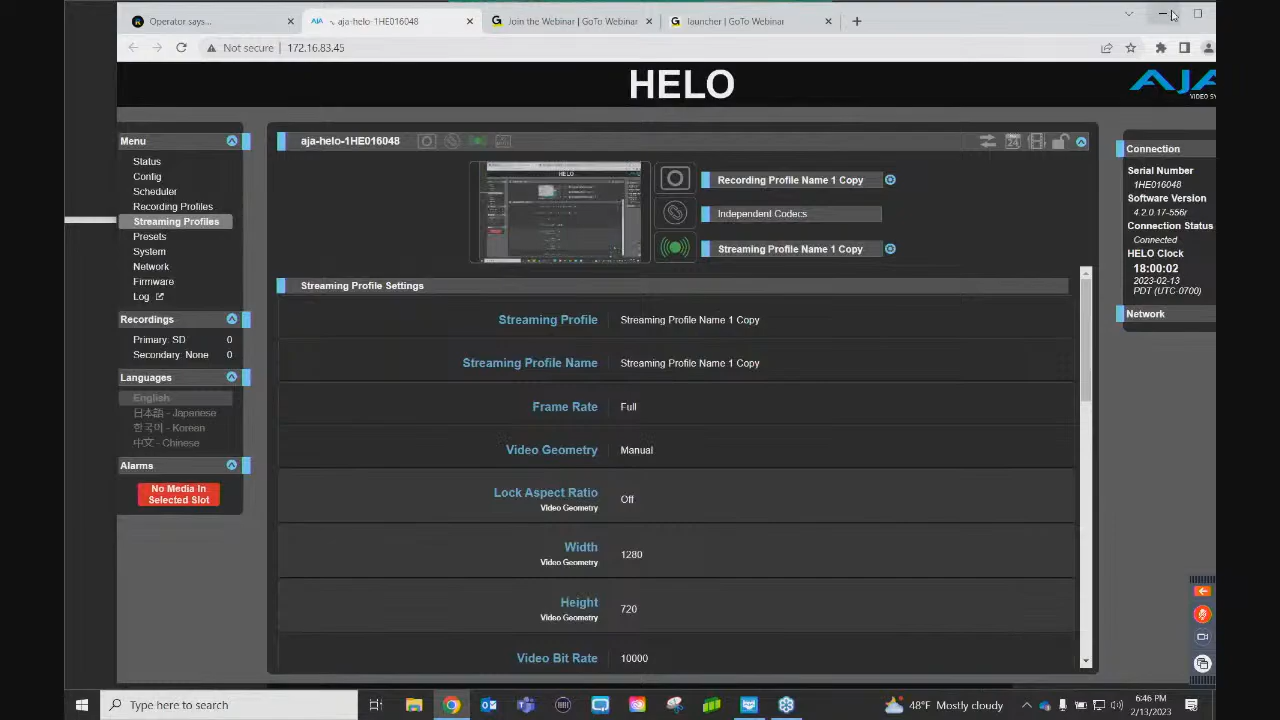 Operator says...
aja-helo-1HE016048
Join the Webinar | GoTo Webinar
launcher | GoTo Webinar
Not secure
172.16.83.45
HELO
AJA
VIDEO SY
Menu
Status
Config
Scheduler
Recording Profiles
Streaming Profiles
Presets
System
Network
Firmware
Log
Recordings
Primary: SD 0
Secondary: None 0
Languages
English
日本語 - Japanese
한국어 - Korean
中文 - Chinese
Alarms
No Media In
Selected Slot
aja-helo-1HE016048
24
HELO
Recording Profile Name 1 Copy
Independent Codecs
Streaming Profile Name 1 Copy
Streaming Profile Settings
Streaming Profile Streaming Profile Name 1 Copy
Streaming Profile Name Streaming Profile Name 1 Copy
Frame Rate Full
Video Geometry Manual
Lock Aspect Ratio Off
Video Geometry
Width 1280
Video Geometry
Height 720
Video Geometry
Video Bit Rate 10000
Connection
Serial Number
1HE016048
Software Version
4.2.0.17-556r
Connection Status
Connected
HELO Clock
18:00:02
2023-02-13
PDT (UTC-0700)
Network
Type here to search
48°F Mostly cloudy
6:46 PM
2/13/2023